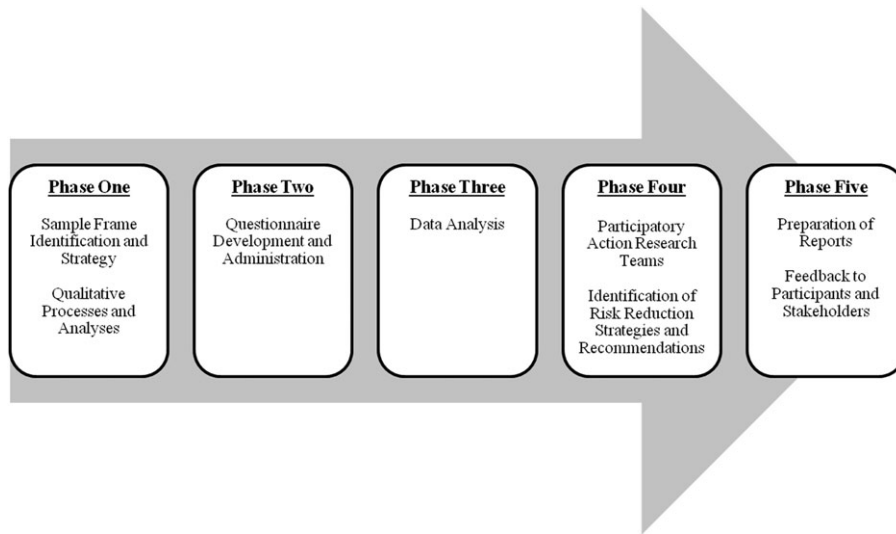 Phase One
Sample Frame
Identification and
Strategy
Qualitative
Processes and
Analyses
Phase Two
Questionnaire
Development and
Administration
Phase Three
Data Analysis
Phase Four
Participatory
Action Research
Teams
Identification of
Risk Reduction
Strategies and
Recommendations
Phase Five
Preparation of
Reports
Feedback to
Participants and
Stakeholders